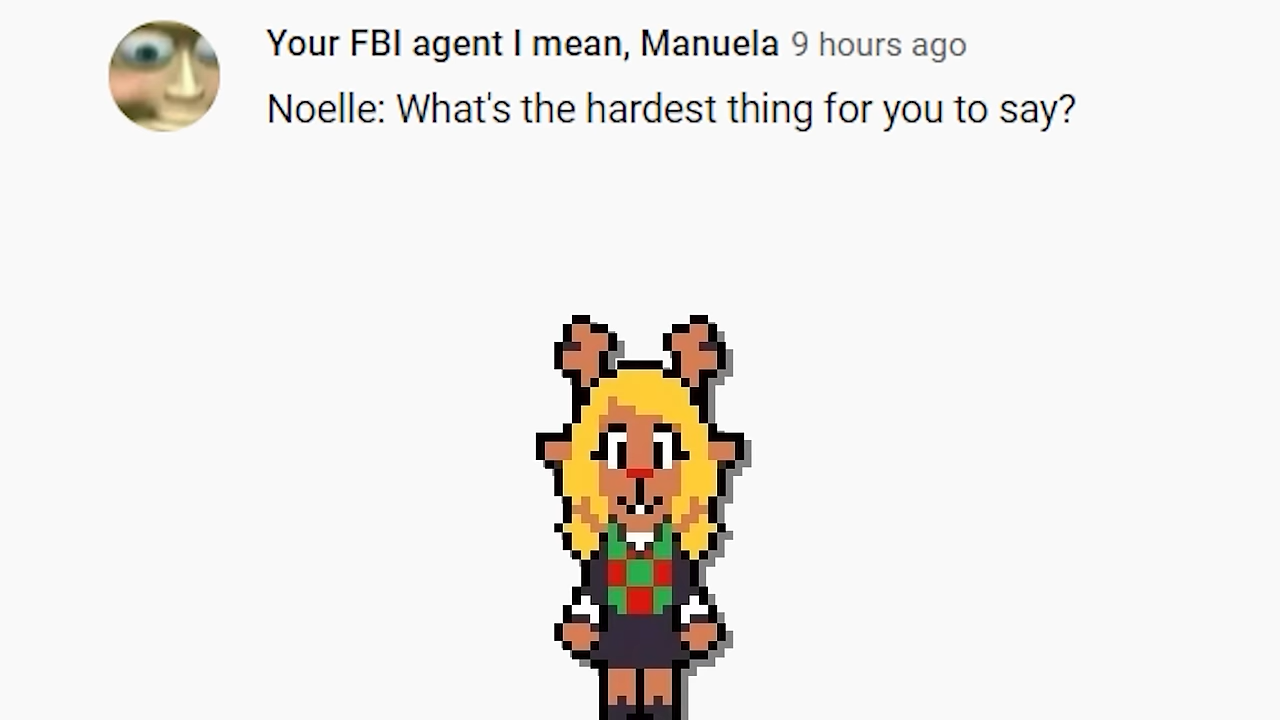 Your FBI agent I mean, Manuela 9 hours ago
Noelle: What's the hardest thing for you to say?